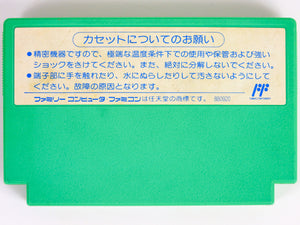 カセットについてのお願い
●精密機器ですので、極端な温度条件下での使用や保管および強い
ショックをさけてください。また、絶対に分解しないでください。
●端子部に手を触れたり、水にぬらしたりして汚さないようにして
ください。故障の原因となります。
ファミリーコンピュータ・ファミコンは任天堂の商標です。